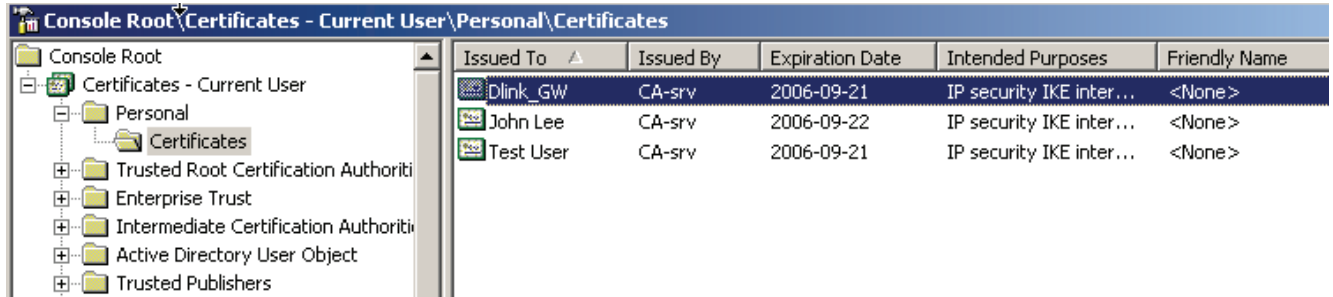 Console Root\Certificates - Current User\Personal\Certificates
Console Root
Certificates - Current User
Personal
Certificates
Trusted Root Certification Authoriti
Enterprise Trust
Intermediate Certification Authoriti
Active Directory User Object
Trusted Publishers
Issued To Issued By Expiration Date Intended Purposes Friendly Name
Dlink_GW CA-srv 2006-09-21 IP security IKE inter... <None>
John Lee CA-srv 2006-09-22 IP security IKE inter... <None>
Test User CA-srv 2006-09-21 IP security IKE inter... <None>